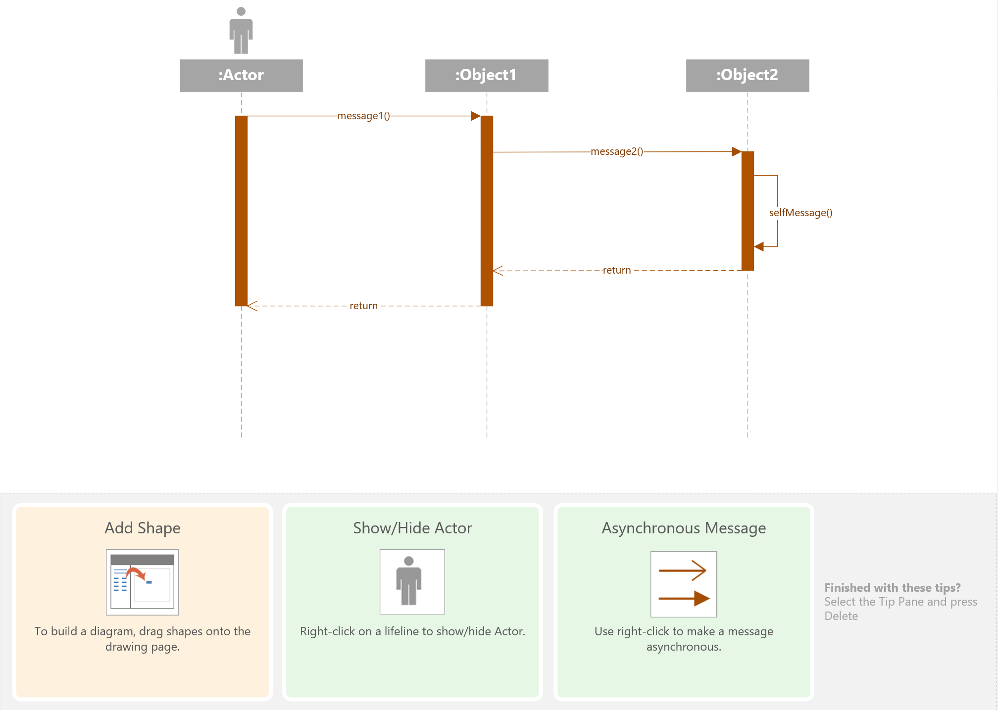 :Actor
:Object1
:Object2
message1()
message2()
selfMessage()
return
return
Add Shape
To build a diagram, drag shapes onto the
drawing page.
Show/Hide Actor
Right-click on a lifeline to show/hide Actor.
Asynchronous Message
Use right-click to make a message
asynchronous.
Finished with these tips?
Select the Tip Pane and press
Delete